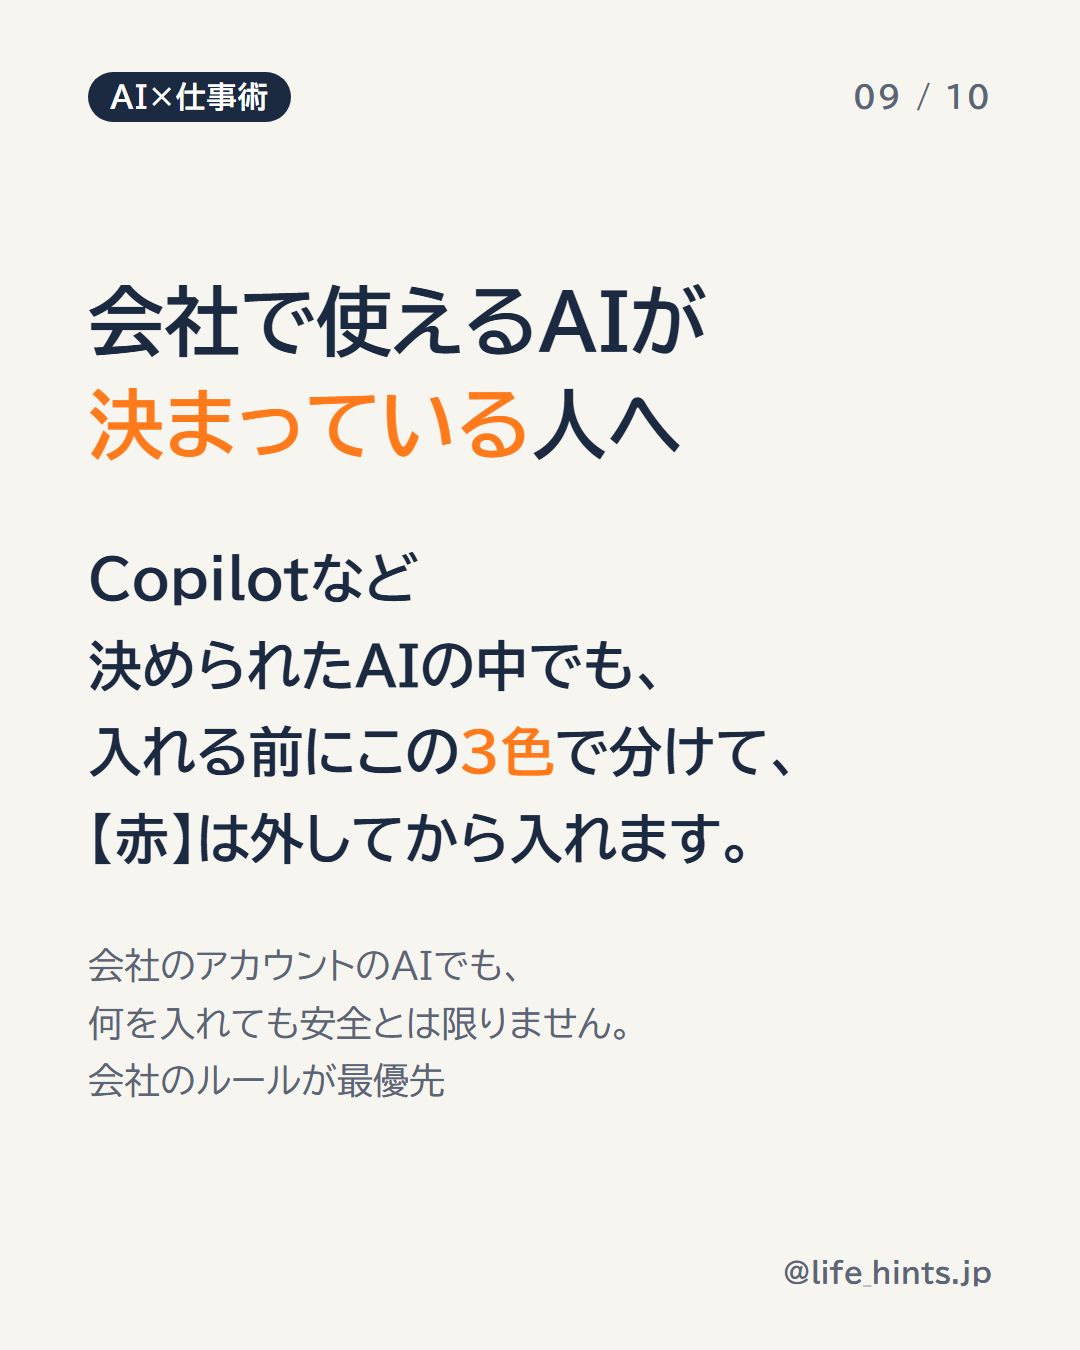 AI×仕事術
09 / 10
会社で使えるAIが
決まっている人へ
Copilotなど
決められたAIの中でも、
入れる前にこの3色で分けて、
【赤】は外してから入れます。
会社のアカウントのAIでも、
何を入れても安全とは限りません。
会社のルールが最優先
@life_hints.jp